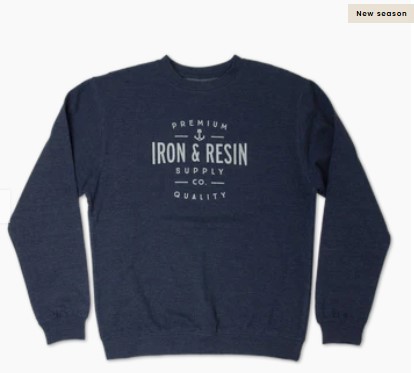 New season
PREMIUM
IRON & RESIN
SUPPLY
CO.
QUALITY